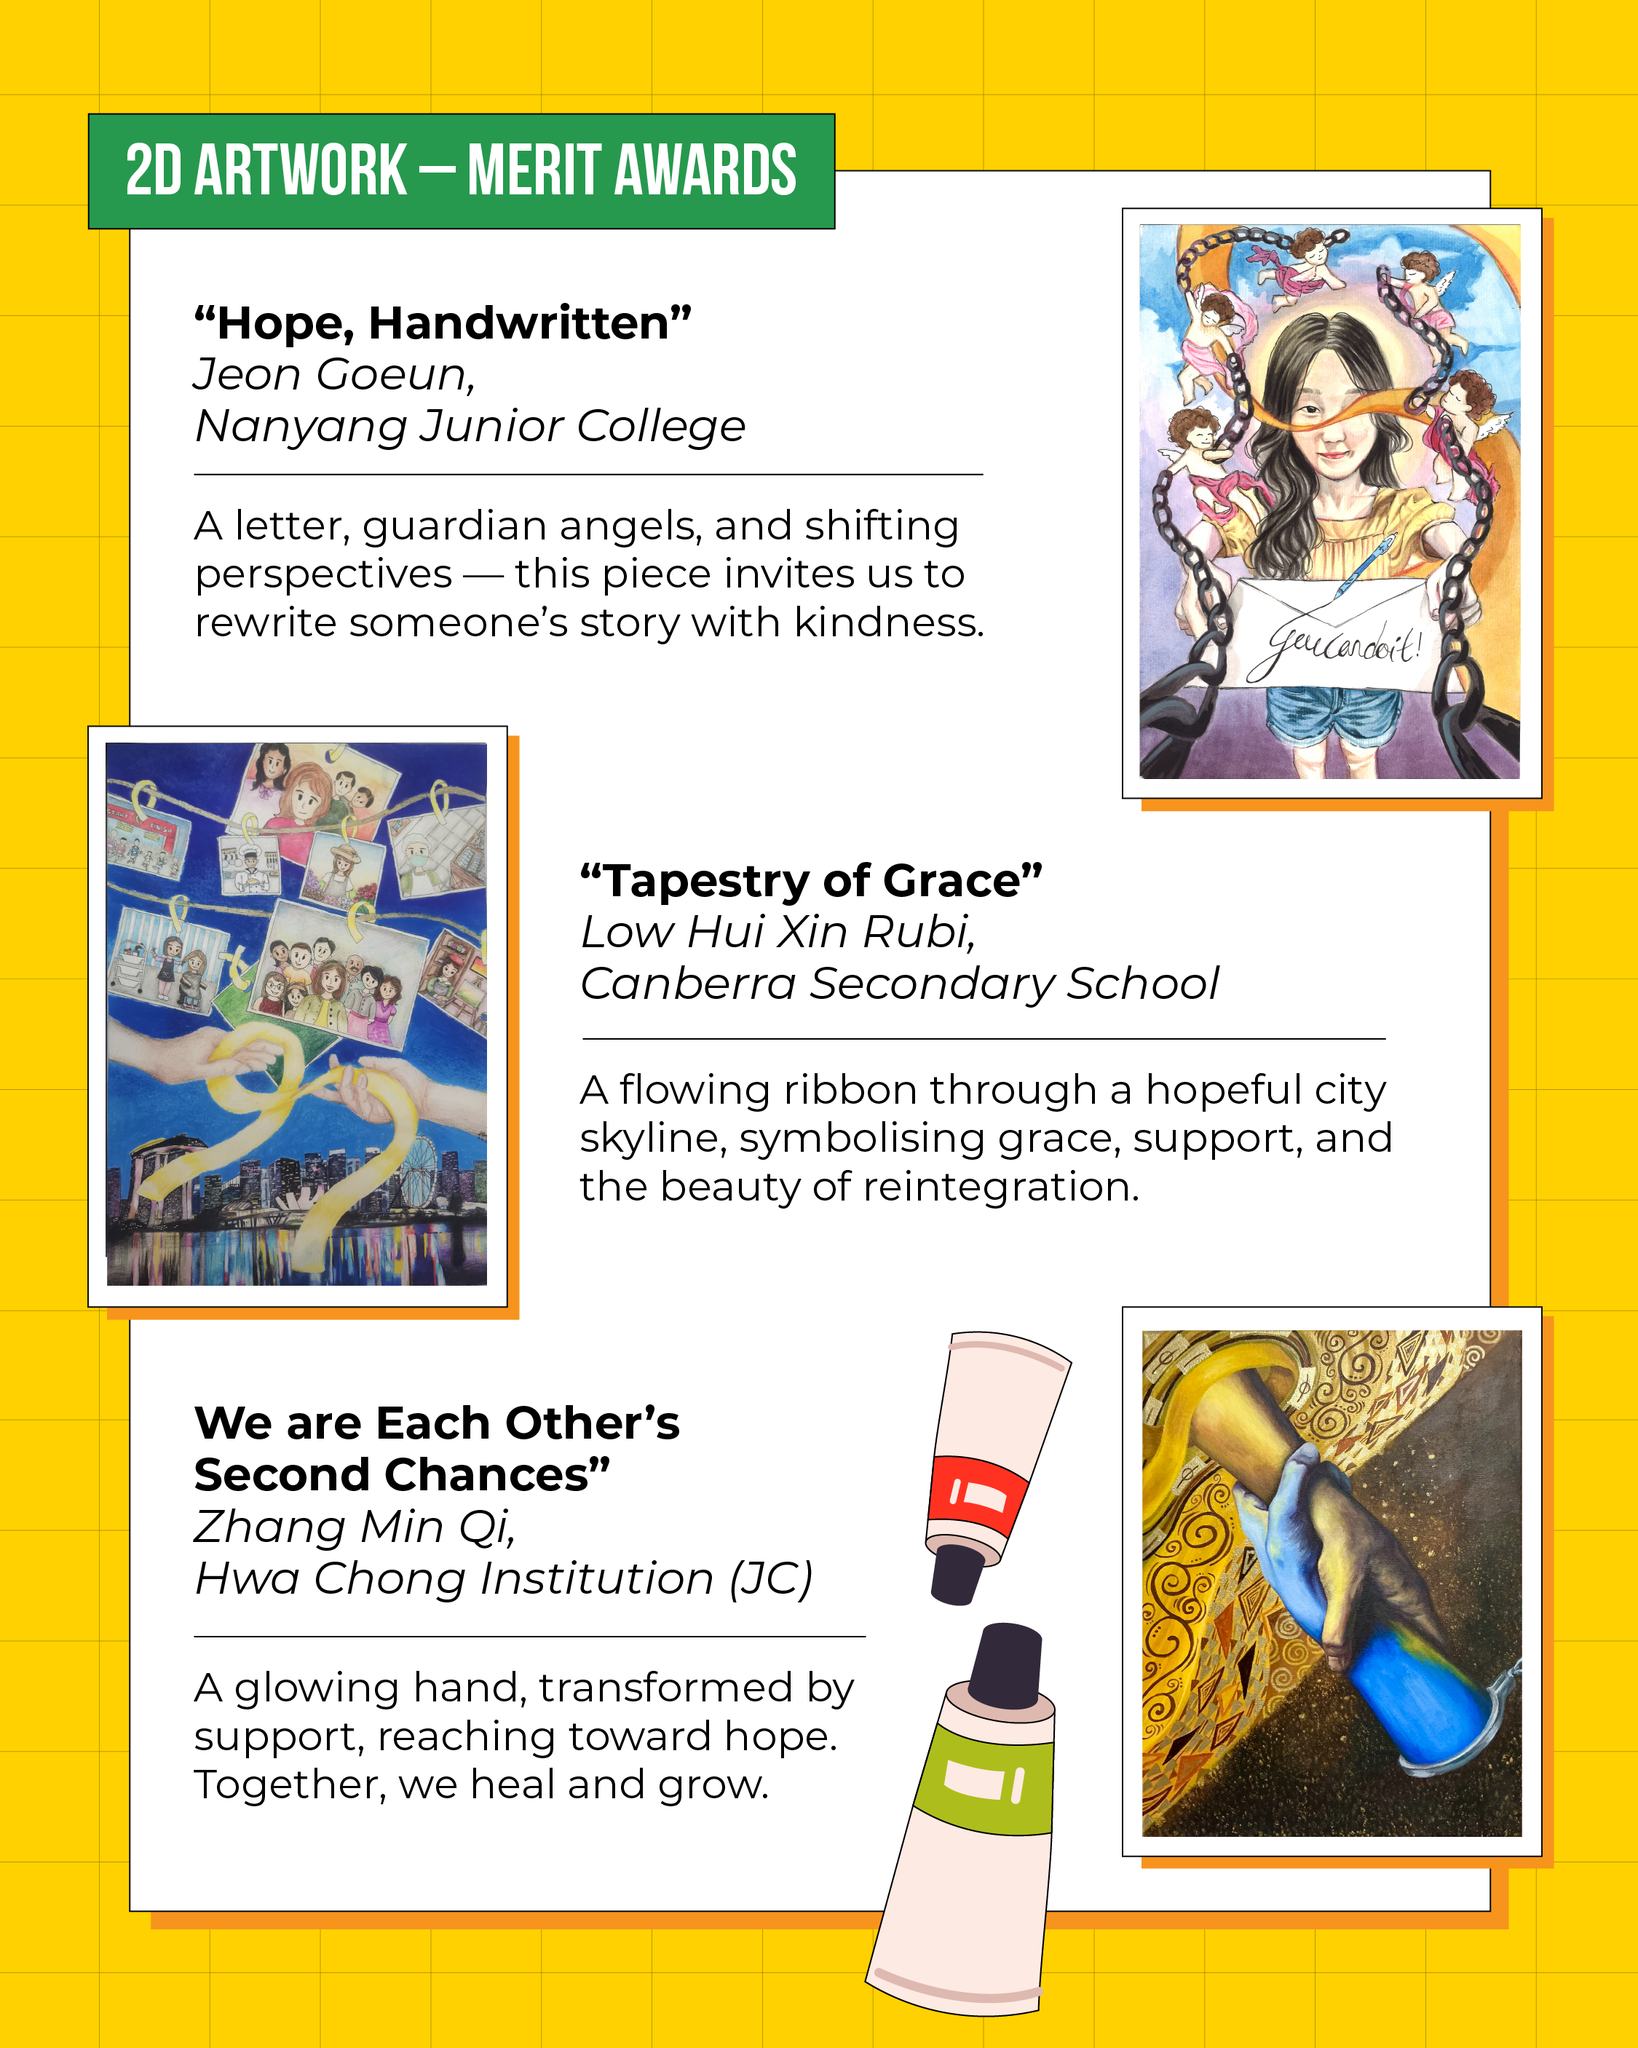 2D ARTWORK – MERIT AWARDS
“Hope, Handwritten”
Jeon Goeun,
Nanyang Junior College
A letter, guardian angels, and shifting
perspectives — this piece invites us to
rewrite someone’s story with kindness.
You can do it!
“Tapestry of Grace”
Low Hui Xin Rubi,
Canberra Secondary School
A flowing ribbon through a hopeful city
skyline, symbolising grace, support, and
the beauty of reintegration.
We are Each Other’s
Second Chances”
Zhang Min Qi,
Hwa Chong Institution (JC)
A glowing hand, transformed by
support, reaching toward hope.
Together, we heal and grow.